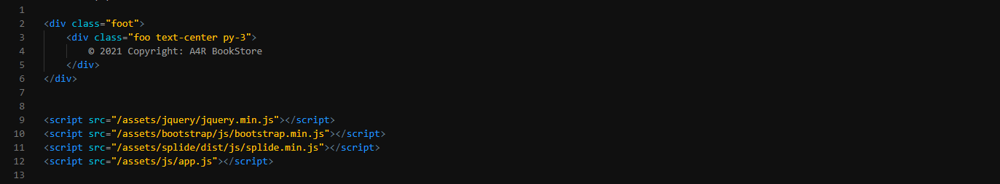 1
2 <div class="foot">
3     <div class="foo text-center py-3">
4         © 2021 Copyright: A4R BookStore
5     </div>
6 </div>
7
8
9 <script src="/assets/jquery/jquery.min.js"></script>
10 <script src="/assets/bootstrap/js/bootstrap.min.js"></script>
11 <script src="/assets/splide/dist/js/splide.min.js"></script>
12 <script src="/assets/js/app.js"></script>
13